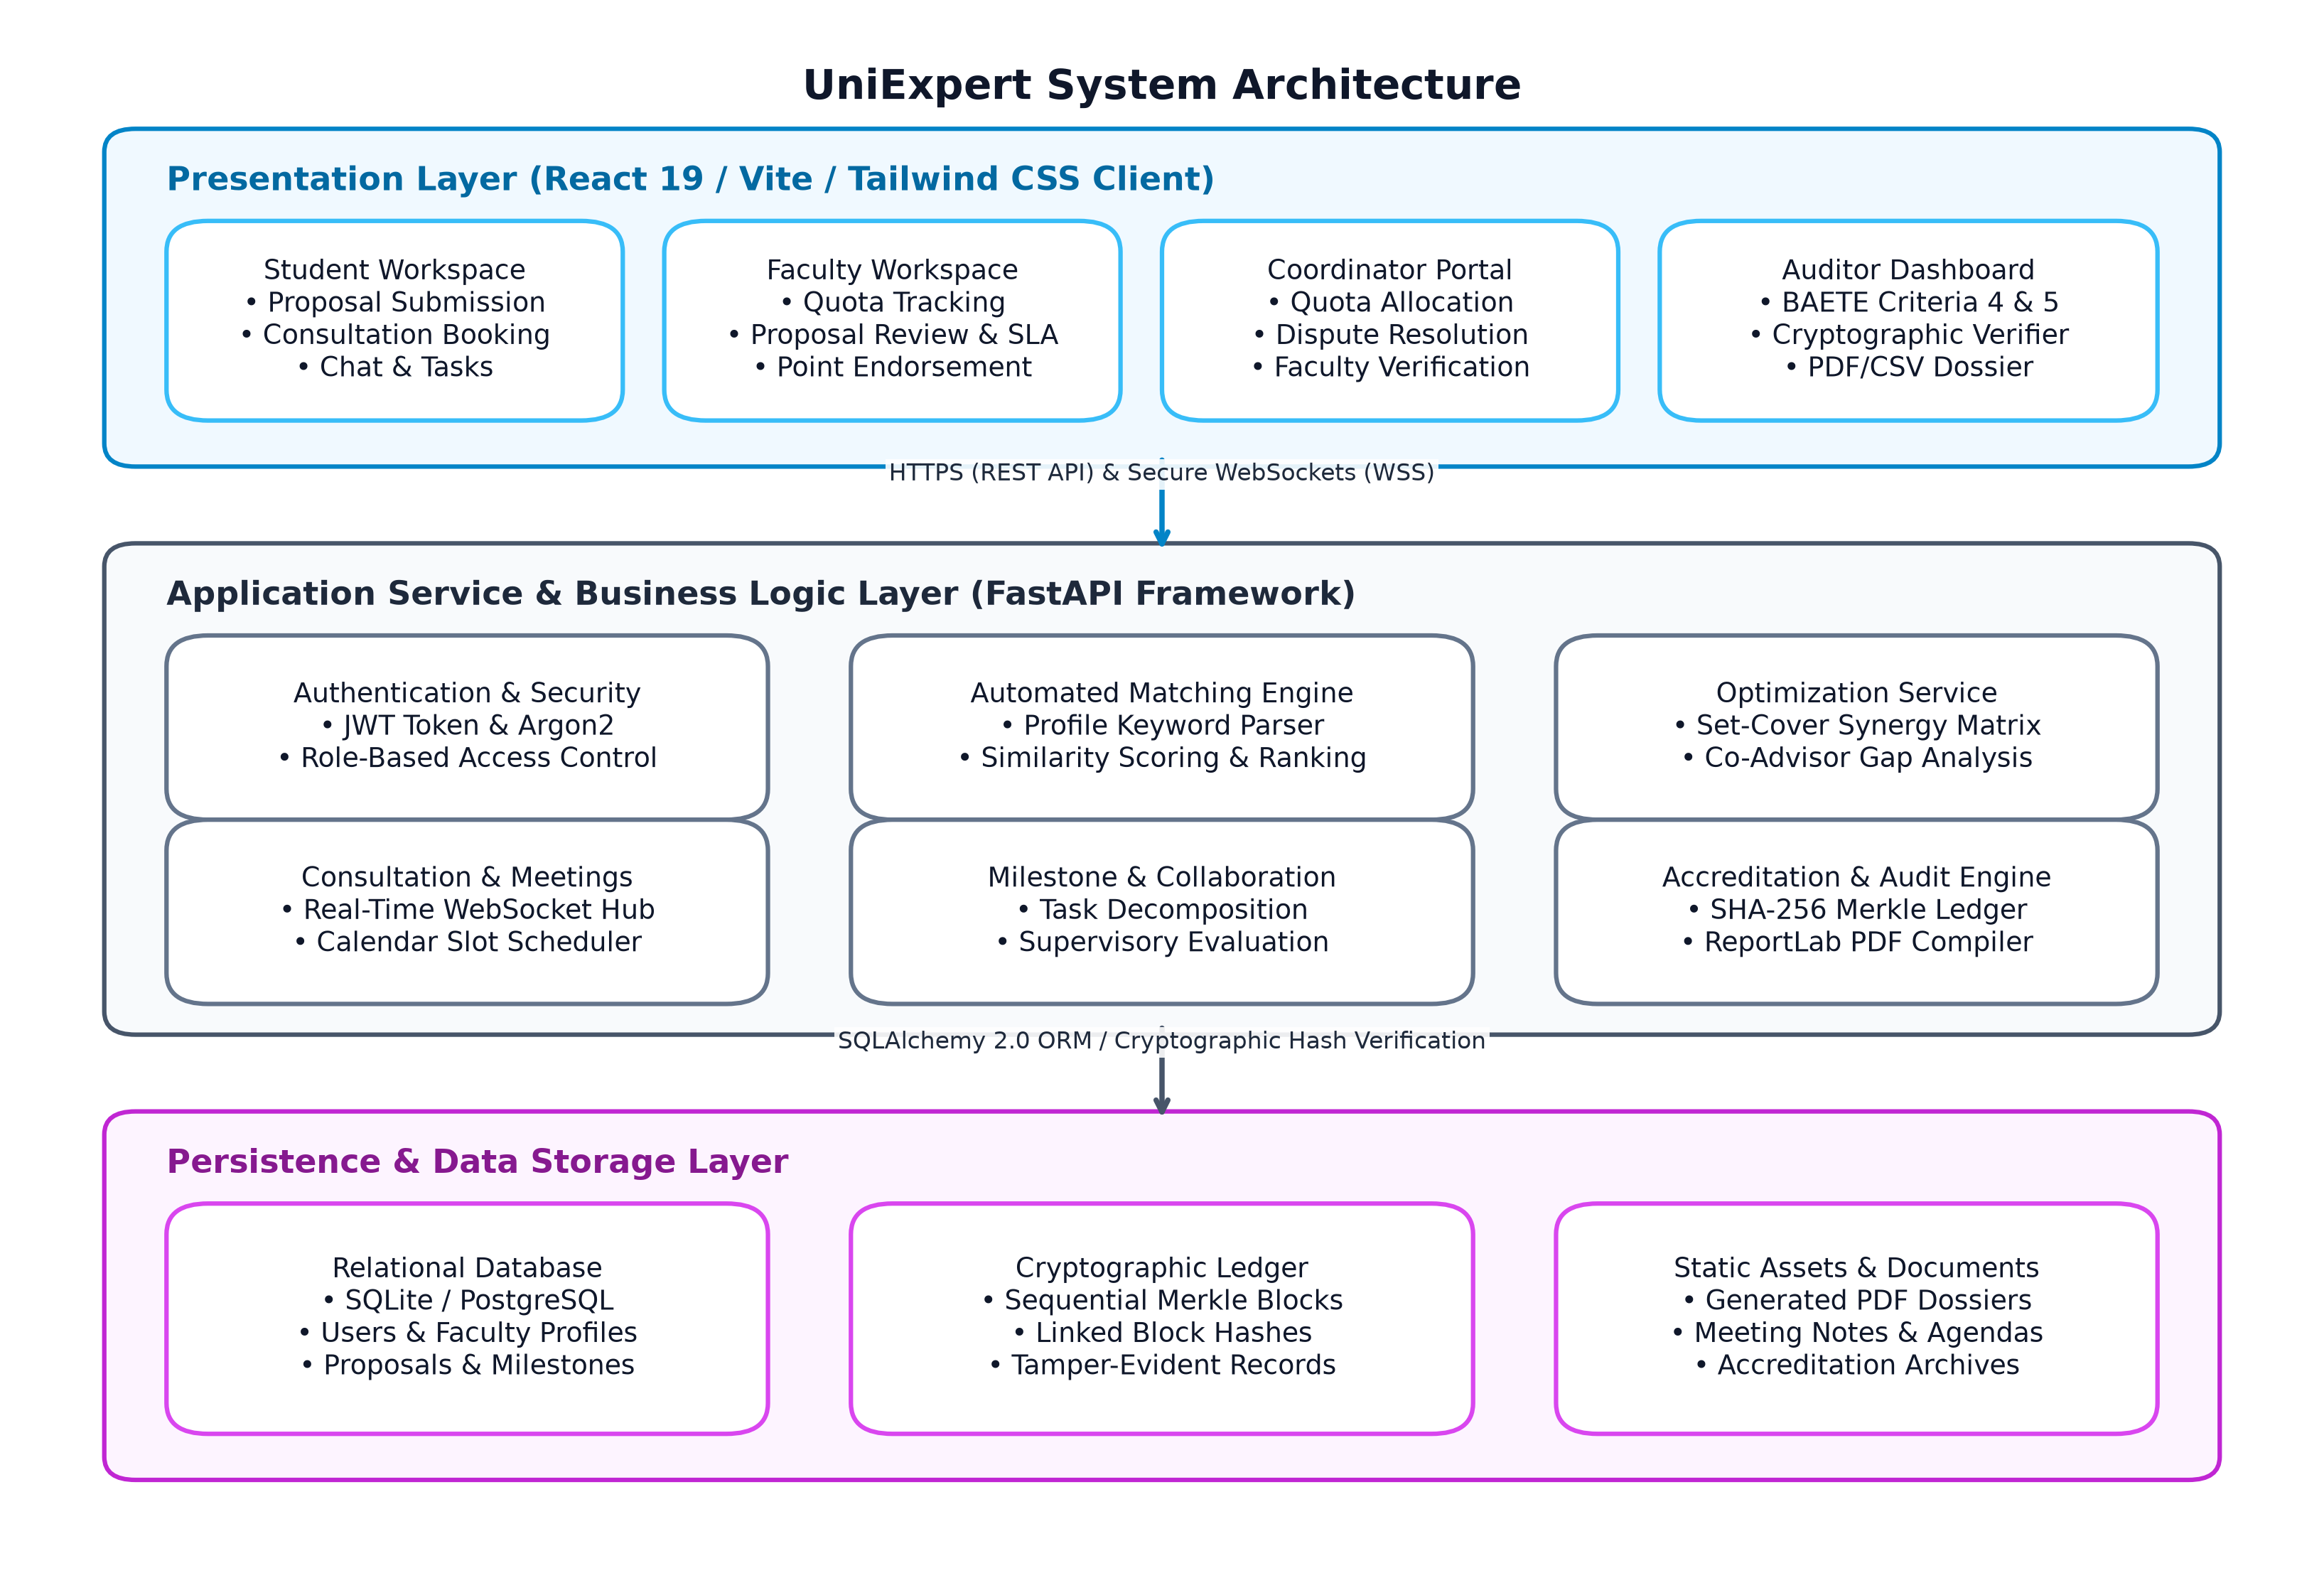 UniExpert System Architecture
Presentation Layer (React 19 / Vite / Tailwind CSS Client)
Student Workspace
• Proposal Submission
• Consultation Booking
• Chat & Tasks
Faculty Workspace
• Quota Tracking
• Proposal Review & SLA
• Point Endorsement
Coordinator Portal
• Quota Allocation
• Dispute Resolution
• Faculty Verification
Auditor Dashboard
• BAETE Criteria 4 & 5
• Cryptographic Verifier
• PDF/CSV Dossier
HTTPS (REST API) & Secure WebSockets (WSS)
Application Service & Business Logic Layer (FastAPI Framework)
Authentication & Security
• JWT Token & Argon2
• Role-Based Access Control
Automated Matching Engine
• Profile Keyword Parser
• Similarity Scoring & Ranking
Optimization Service
• Set-Cover Synergy Matrix
• Co-Advisor Gap Analysis
Consultation & Meetings
• Real-Time WebSocket Hub
• Calendar Slot Scheduler
Milestone & Collaboration
• Task Decomposition
• Supervisory Evaluation
Accreditation & Audit Engine
• SHA-256 Merkle Ledger
• ReportLab PDF Compiler
SQLAlchemy 2.0 ORM / Cryptographic Hash Verification
Persistence & Data Storage Layer
Relational Database
• SQLite / PostgreSQL
• Users & Faculty Profiles
• Proposals & Milestones
Cryptographic Ledger
• Sequential Merkle Blocks
• Linked Block Hashes
• Tamper-Evident Records
Static Assets & Documents
• Generated PDF Dossiers
• Meeting Notes & Agendas
• Accreditation Archives